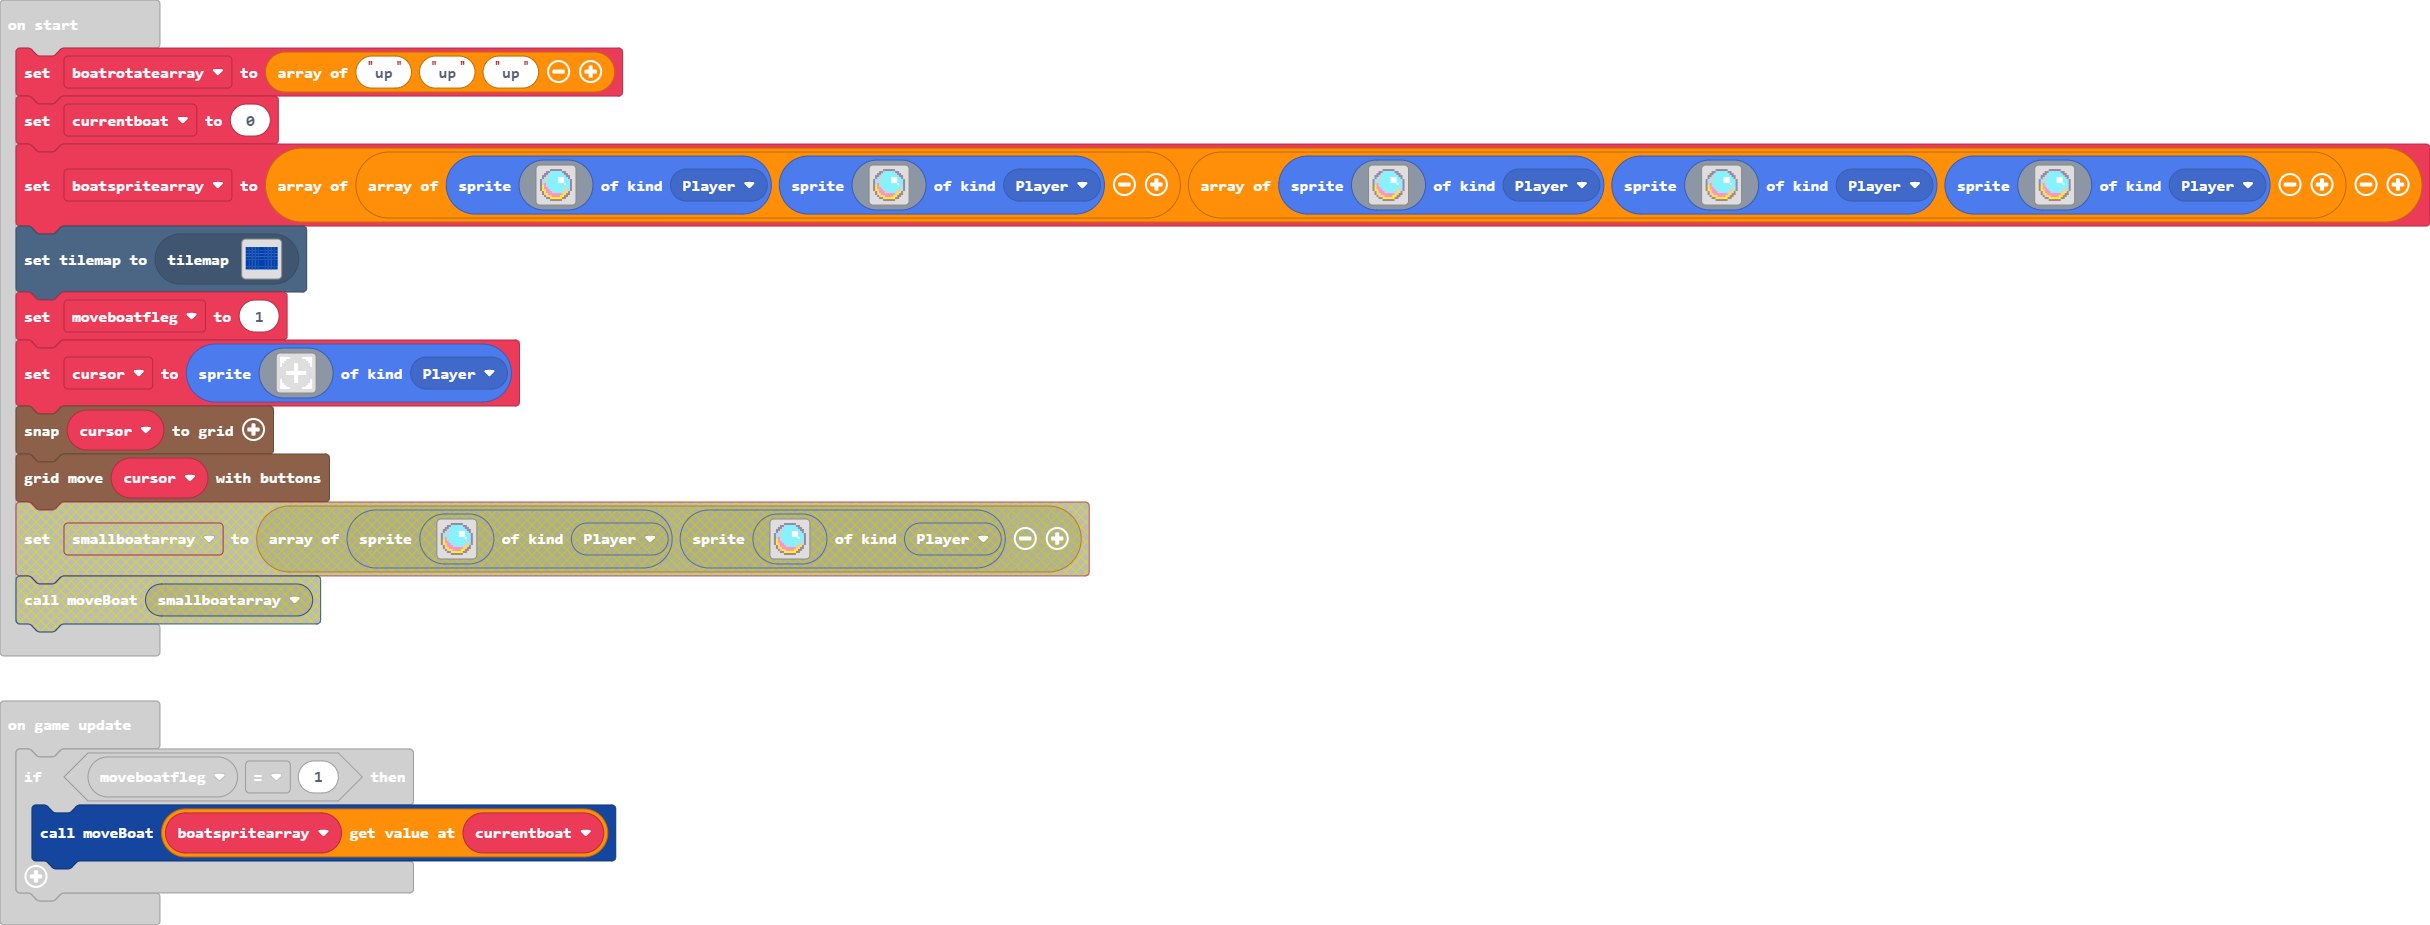 on start
set boatrotatearray to array of "up" "up" "up"
set currentboat to 0
set boatspritearray to array of array of sprite of kind Player sprite of kind Player array of sprite of kind Player sprite of kind Player sprite of kind Player
set tilemap to tilemap
set moveboatfleg to 1
set cursor to sprite of kind Player
snap cursor to grid
grid move cursor with buttons
set smallboatarray to array of sprite of kind Player sprite of kind Player
call moveBoat smallboatarray
on game update
if moveboatfleg = 1 then
call moveBoat boatspritearray get value at currentboat